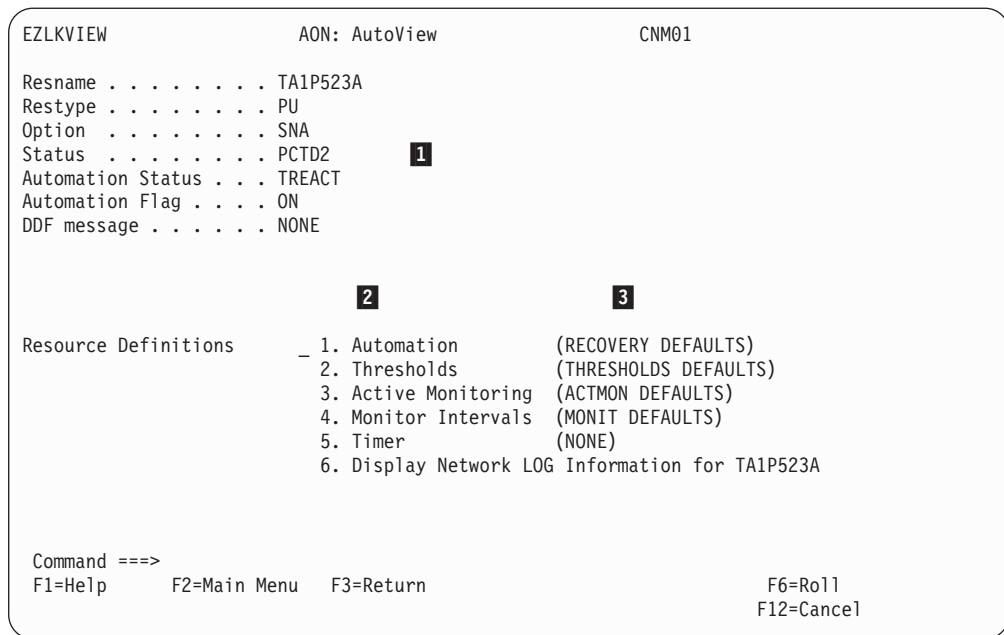 EZLKVIEW AON: AutoView CNM01
Resname . . . . . . . . TA1P523A
Restype . . . . . . . . PU
Option . . . . . . . . SNA
Status . . . . . . . . PCTD2 1
Automation Status . . . TREACT
Automation Flag . . . . ON
DDF message . . . . . . NONE
2 3
Resource Definitions _ 1. Automation (RECOVERY DEFAULTS)
2. Thresholds (THRESHOLDS DEFAULTS)
3. Active Monitoring (ACTMON DEFAULTS)
4. Monitor Intervals (MONIT DEFAULTS)
5. Timer (NONE)
6. Display Network LOG Information for TA1P523A
Command ===>
F1=Help F2=Main Menu F3=Return F6=Roll
F12=Cancel